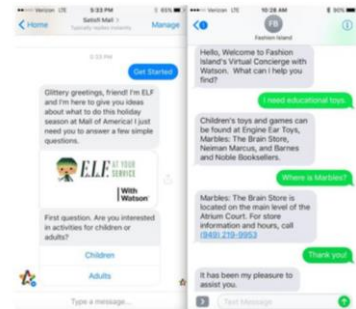 Verizon LTE 5:33 PM
Home
Satisfi Mail
Typically replies instantly
Manage
5:33 PM
Get Started
Glittery greetings, friend! I'm ELF
and I'm here to give you ideas
about what to do this holiday
season at Mall of America! I just
need you to answer a few simple
questions.
E.L.F. AT YOUR
SERVICE
With
Watson
First question. Are you interested
in activities for children or
adults?
Children
Adults
Type a message...
Verizon LTE 10:28 AM 90%
FB
Fashion Island
Hello, Welcome to Fashion
Island's Virtual Concierge with
Watson. What can i help you
find?
I need educational toys
Children's toys and games can
be found at Engine Ear Toys,
Marbles: The Brain Store,
Neiman Marcus, and Barnes
and Noble Booksellers.
Where is Marbles?
Marbles: The Brain Store is
located on the main level of the
Atrium Court. For store
information and hours, call
(949) 219-9953
Thank you!
It has been my pleasure to
assist you.
Text Message